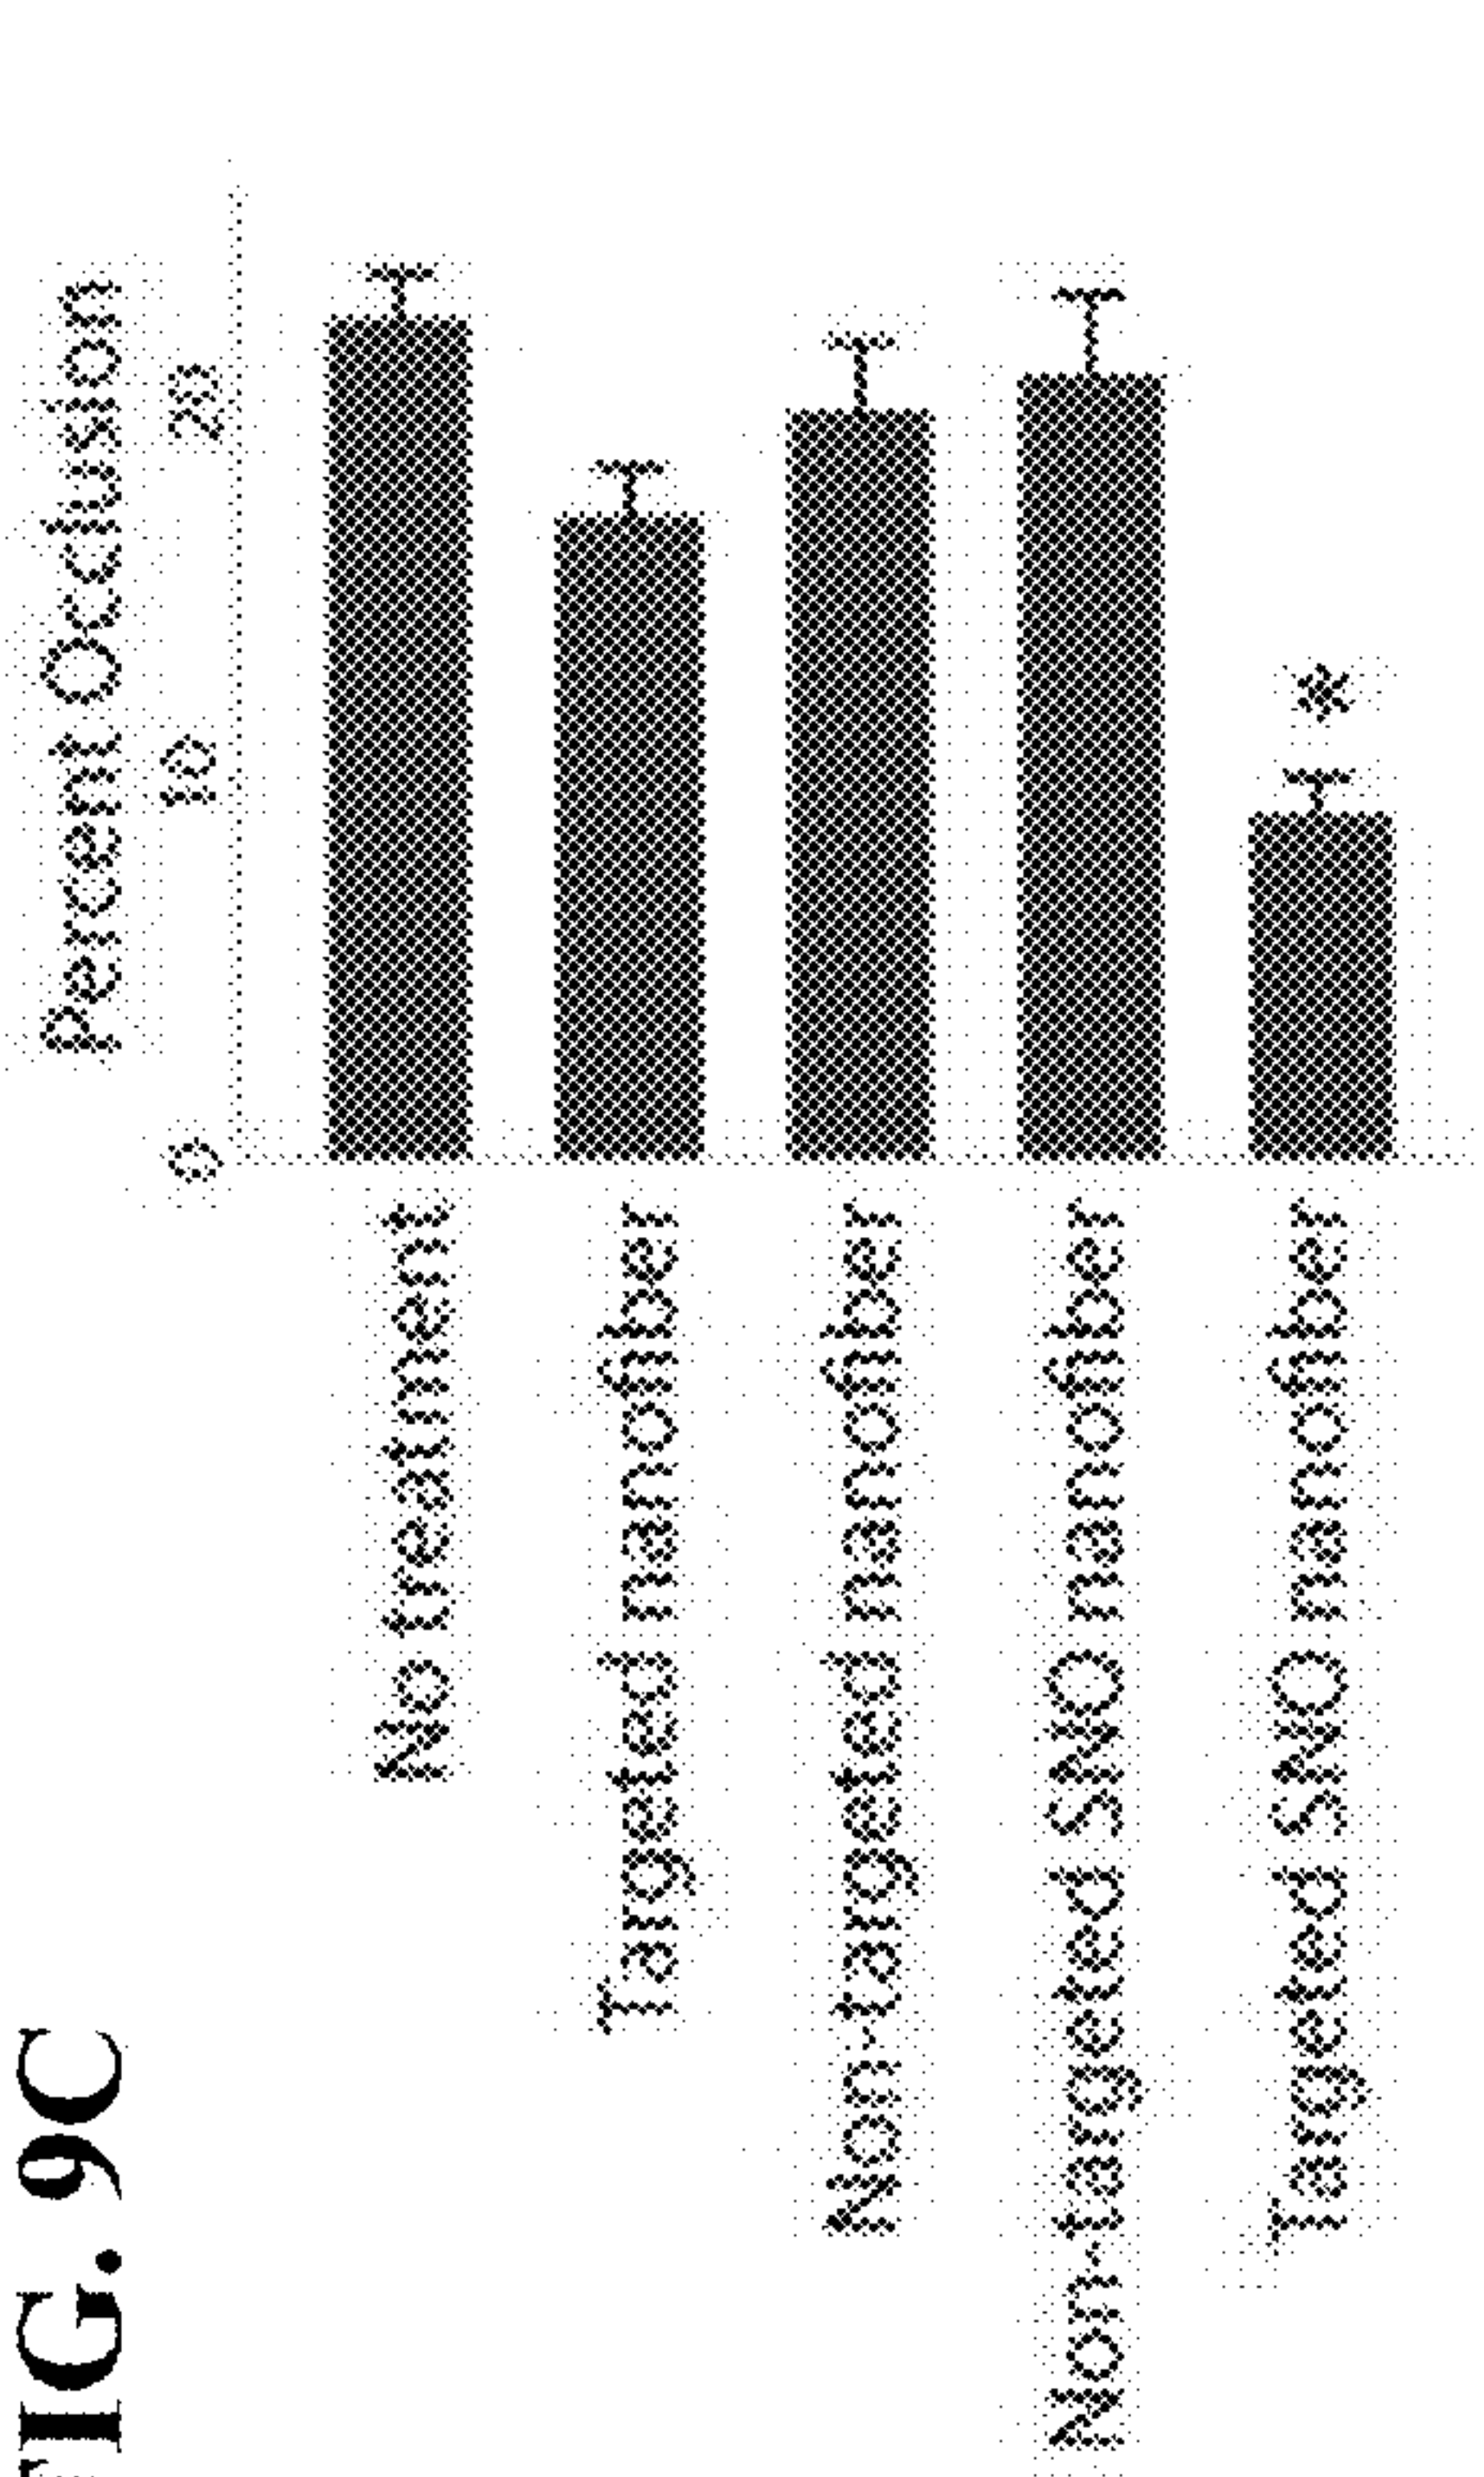 FIG. 9C
Percent Occlusion
0 10 20
No treatment
Targeted nanofiber
Non-targeted nanofiber
Non-targeted SNO nanofiber
Targeted SNO nanofiber
*